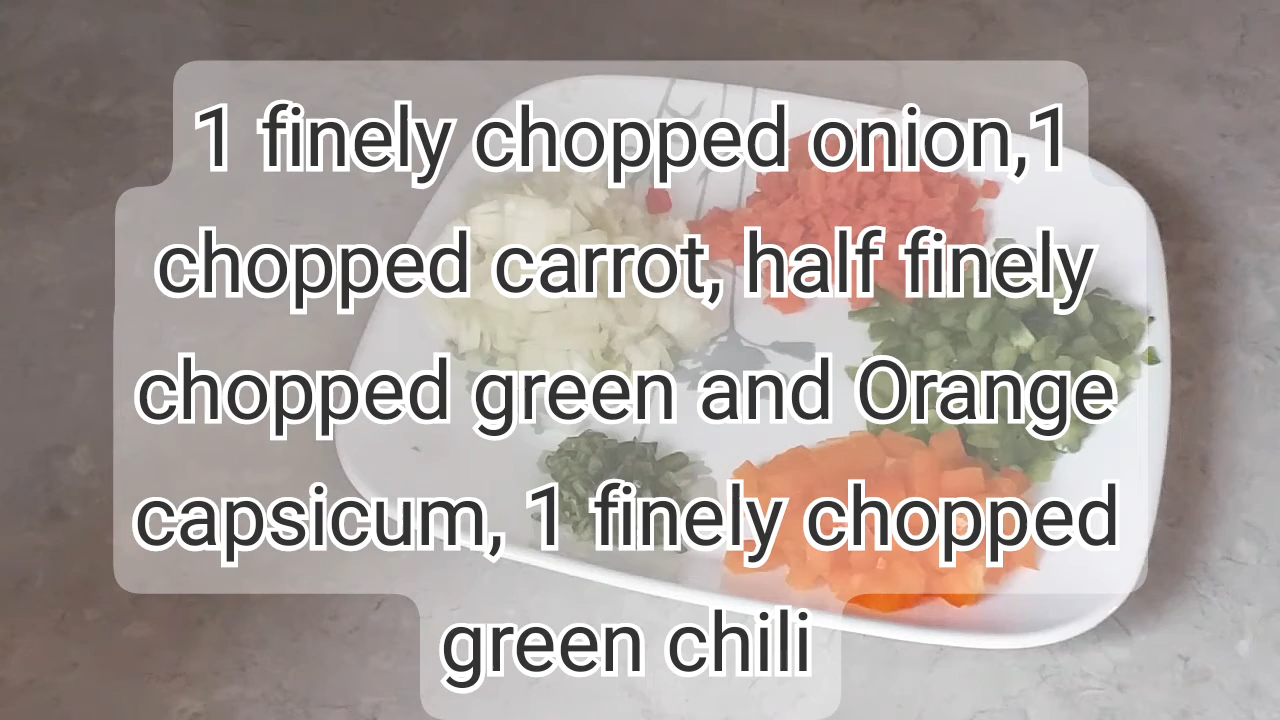 1 finely chopped onion,1
chopped carrot, half finely
chopped green and Orange
capsicum, 1 finely chopped
green chili